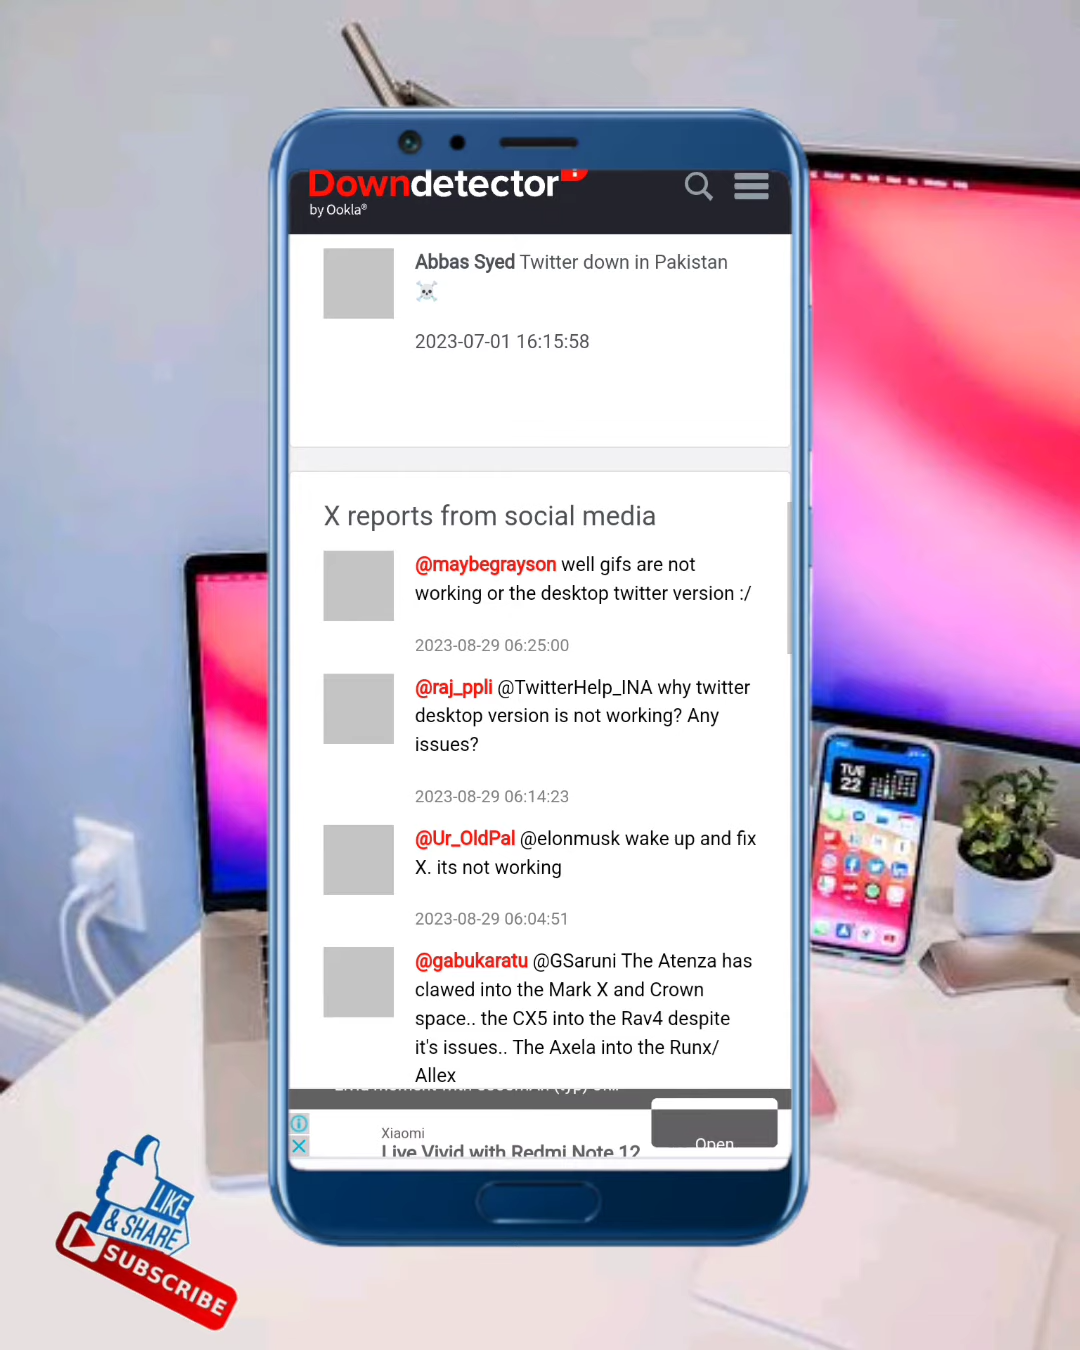 Downdetector
by Ookla®
Abbas Syed Twitter down in Pakistan
☠️
2023-07-01 16:15:58
X reports from social media
@maybegrayson well gifs are not
working or the desktop twitter version :/
2023-08-29 06:25:00
@raj_ppli @TwitterHelp_INA why twitter
desktop version is not working? Any
issues?
2023-08-29 06:14:23
@Ur_OldPal @elonmusk wake up and fix
X. its not working
2023-08-29 06:04:51
@gabukaratu @GSaruni The Atenza has
clawed into the Mark X and Crown
space.. the CX5 into the Rav4 despite
it's issues.. The Axela into the Runx/
Allex
Xiaomi
Live Vivid with Redmi Note 12
Open
TUE
22
LIKE
& SHARE
SUBSCRIBE